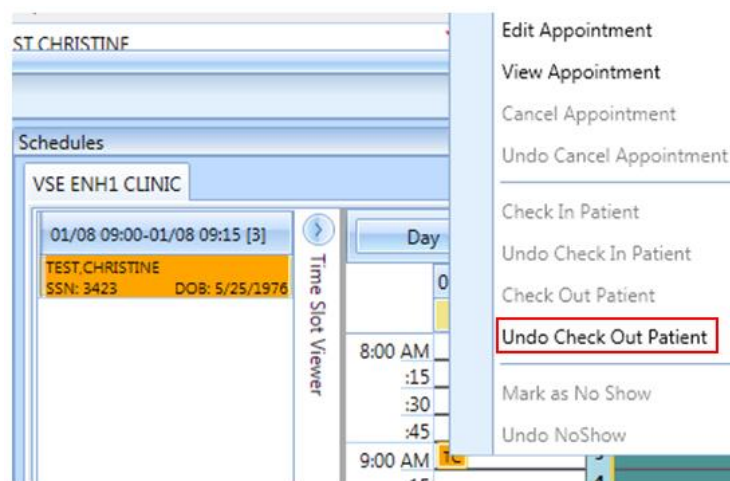 ST CHRISTINE
Schedules
VSE ENH1 CLINIC
01/08 09:00-01/08 09:15 [3]
TEST,CHRISTINE
SSN: 3423 DOB: 5/25/1976
Time Slot Viewer
Day
0
8:00 AM
:15
:30
:45
9:00 AM
TC
Edit Appointment
View Appointment
Cancel Appointment
Undo Cancel Appointment
Check In Patient
Undo Check In Patient
Check Out Patient
Undo Check Out Patient
Mark as No Show
Undo NoShow